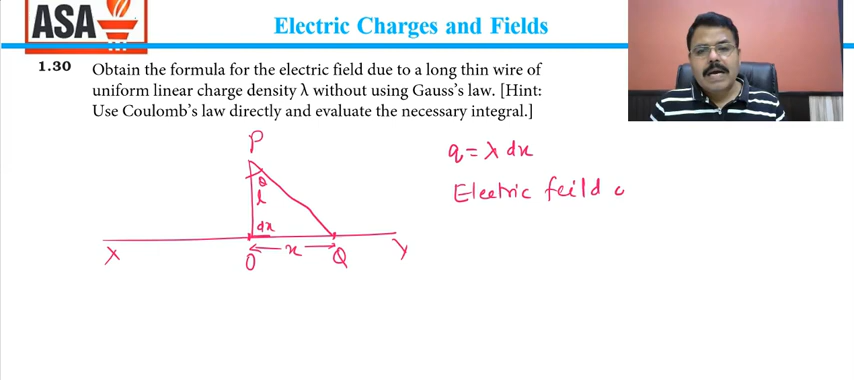 ASA
Electric Charges and Fields
1.30 Obtain the formula for the electric field due to a long thin wire of
uniform linear charge density λ without using Gauss's law. [Hint:
Use Coulomb's law directly and evaluate the necessary integral.]
P
θ
l
dx
X O x Q Y
q = λ dx
Electric feild